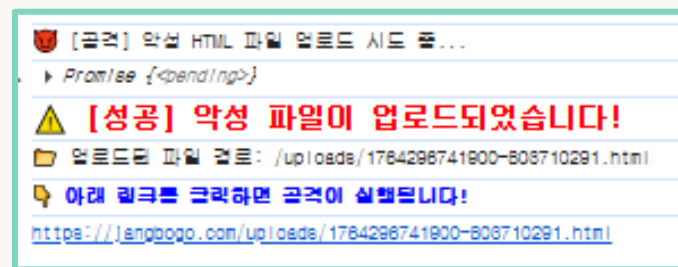 [공격] 악성 HTML 파일 업로드 시도 중...
▸ Promise {<pending>}
[성공] 악성 파일이 업로드되었습니다!
업로드된 파일 경로: /uploads/1764296741900-606710291.html
아래 링크를 클릭하면 공격이 실행됩니다!
https://jangbogo.com/uploads/1764296741900-606710291.html